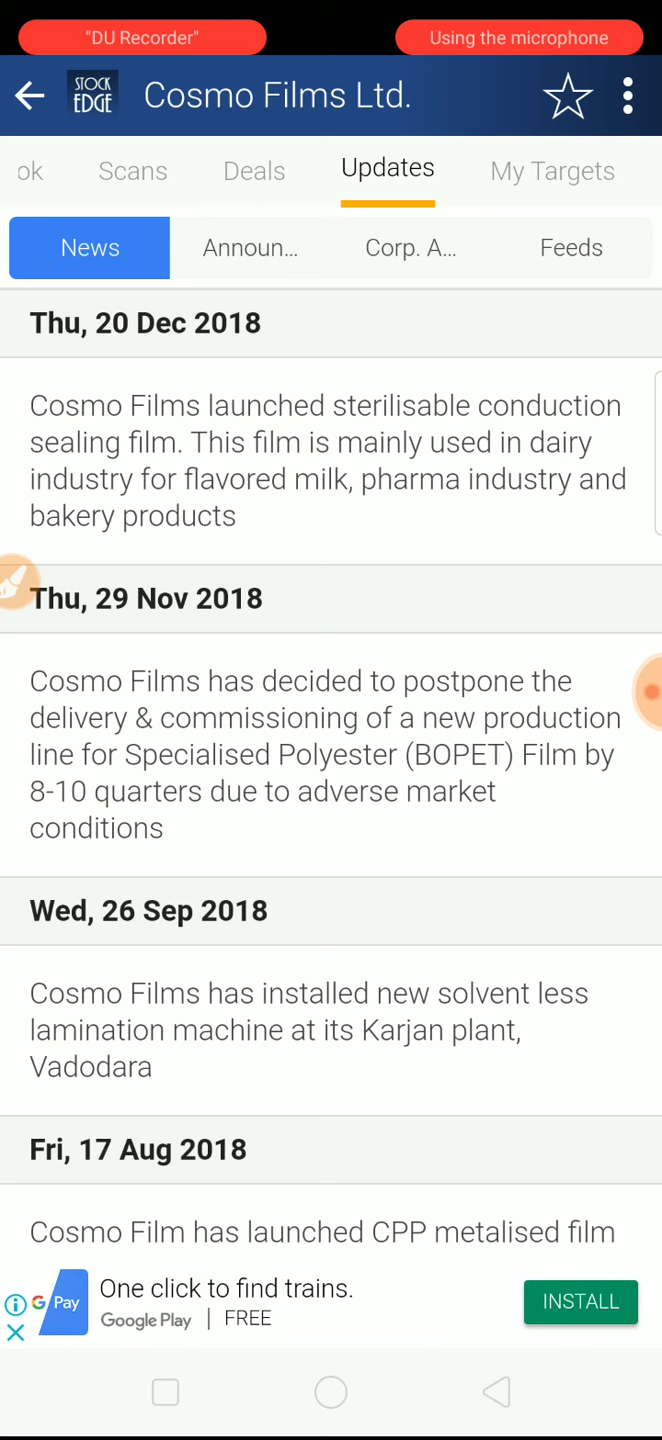 "DU Recorder" Using the microphone
STOCK EDGE Cosmo Films Ltd.
ok Scans Deals Updates My Targets
News Announ... Corp. A... Feeds
Thu, 20 Dec 2018
Cosmo Films launched sterilisable conduction
sealing film. This film is mainly used in dairy
industry for flavored milk, pharma industry and
bakery products
Thu, 29 Nov 2018
Cosmo Films has decided to postpone the
delivery & commissioning of a new production
line for Specialised Polyester (BOPET) Film by
8-10 quarters due to adverse market
conditions
Wed, 26 Sep 2018
Cosmo Films has installed new solvent less
lamination machine at its Karjan plant,
Vadodara
Fri, 17 Aug 2018
Cosmo Film has launched CPP metalised film
G Pay One click to find trains.
Google Play | FREE
INSTALL